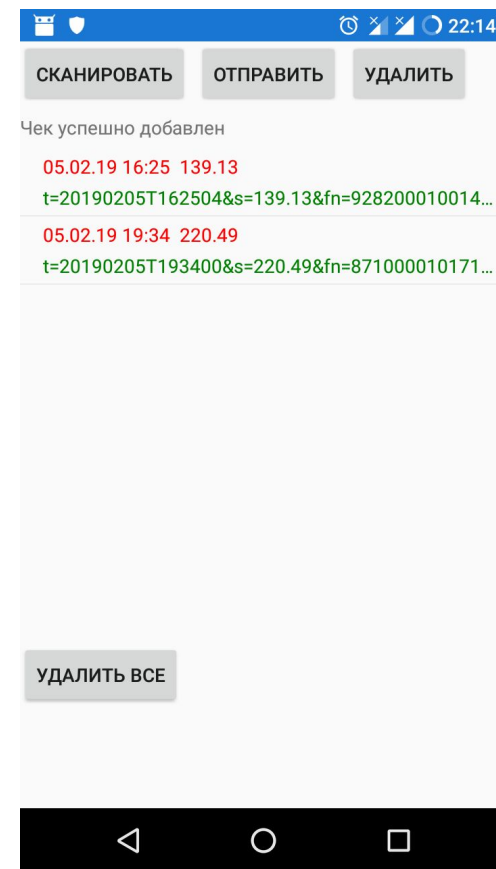 22:14
СКАНИРОВАТЬ ОТПРАВИТЬ УДАЛИТЬ
Чек успешно добавлен
05.02.19 16:25 139.13
t=20190205T162504&s=139.13&fn=928200010014...
05.02.19 19:34 220.49
t=20190205T193400&s=220.49&fn=871000010171...
УДАЛИТЬ ВСЕ